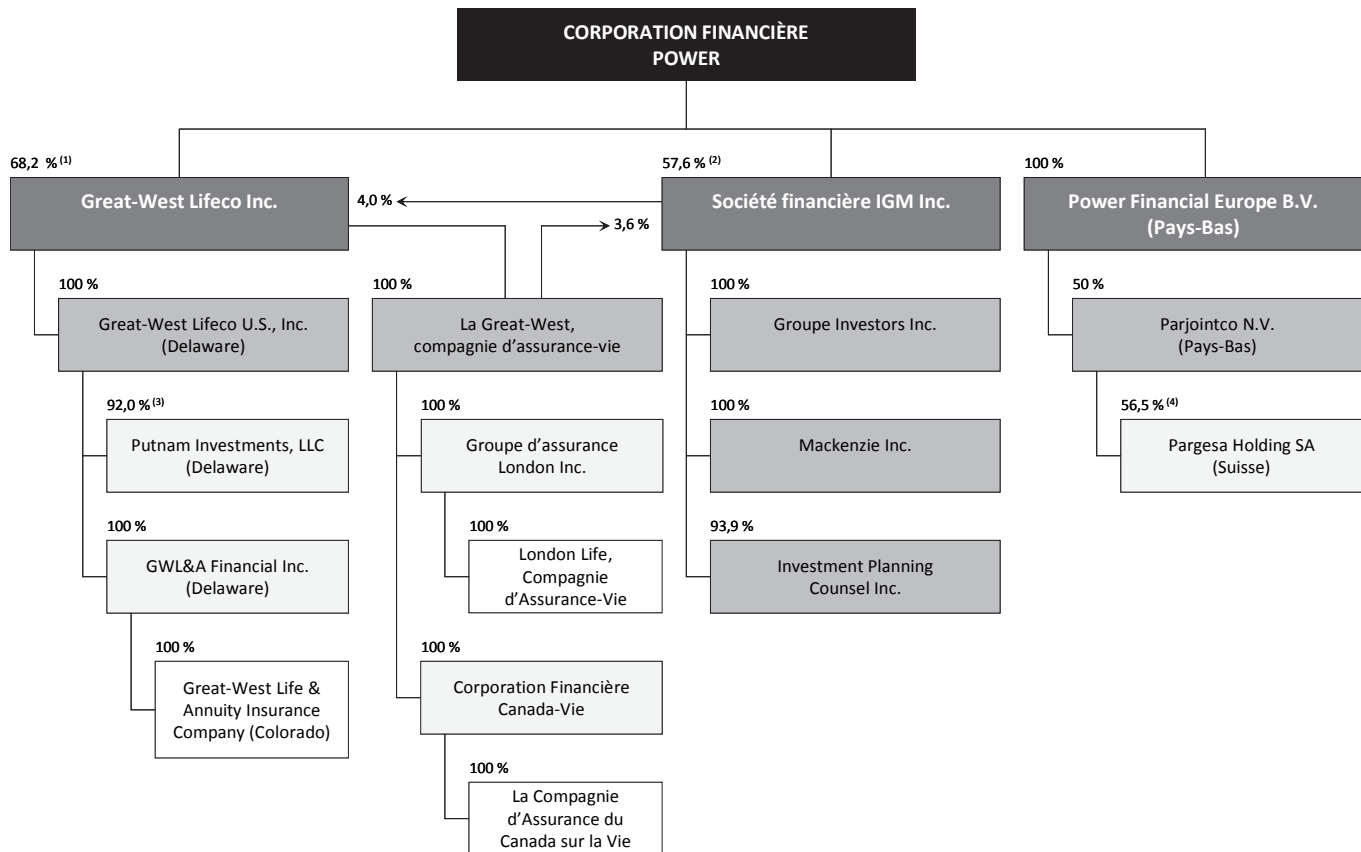 CORPORATION FINANCIÈRE
POWER
68,2 % (1)
Great-West Lifeco Inc.
4,0 %
57,6 % (2)
Société financière IGM Inc.
3,6 %
100 %
Power Financial Europe B.V.
(Pays-Bas)
100 %
Great-West Lifeco U.S., Inc.
(Delaware)
92,0 % (3)
Putnam Investments, LLC
(Delaware)
100 %
GWL&A Financial Inc.
(Delaware)
100 %
Great-West Life &
Annuity Insurance
Company (Colorado)
100 %
La Great-West,
compagnie d'assurance-vie
100 %
Groupe d'assurance
London Inc.
100 %
London Life,
Compagnie
d'Assurance-Vie
100 %
Corporation Financière
Canada-Vie
100 %
La Compagnie
d'Assurance du
Canada sur la Vie
100 %
Groupe Investors Inc.
100 %
Mackenzie Inc.
93,9 %
Investment Planning
Counsel Inc.
50 %
Parjointco N.V.
(Pays-Bas)
56,5 % (4)
Pargesa Holding SA
(Suisse)